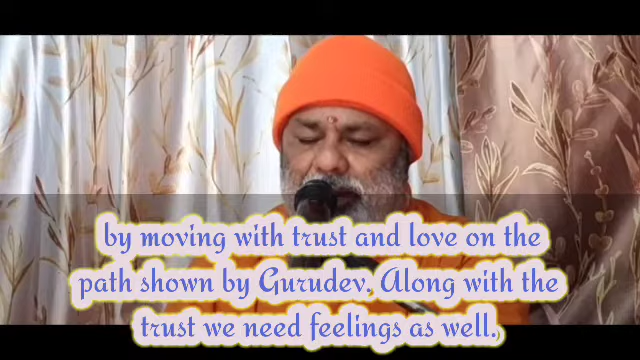 by moving with trust and love on the
path shown by Gurudev. Along with the
trust we need feelings as well.